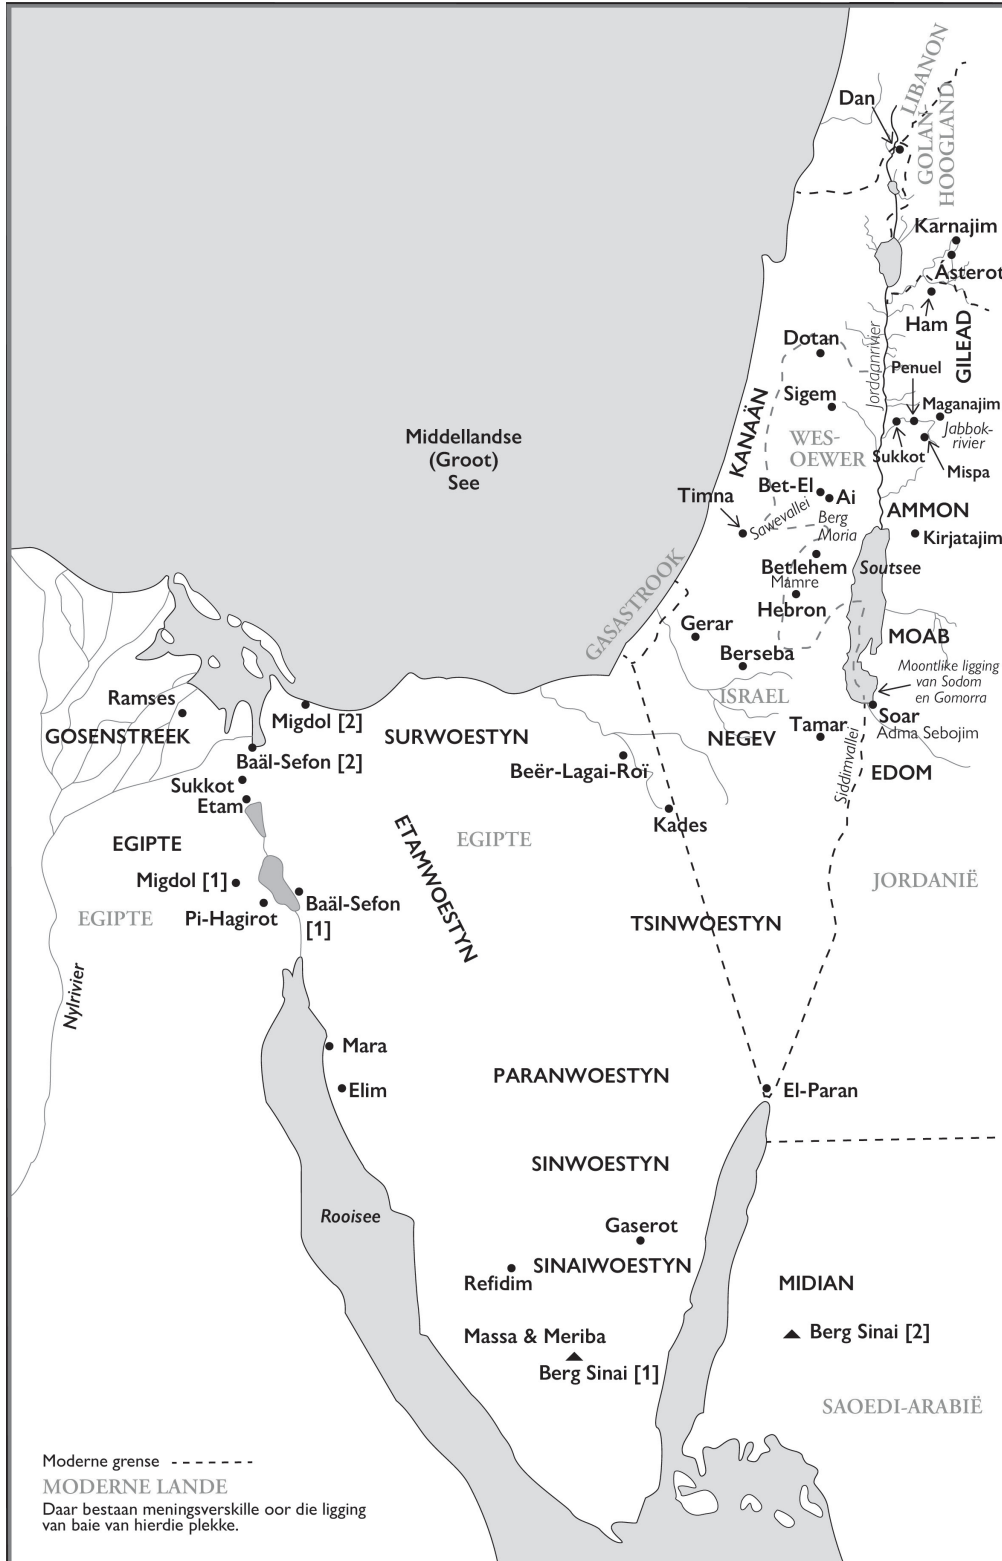 LIBANON
Dan
GOLAN-
HOOGLAND
Karnajim
Ásterot
Ham
GILEAD
Dotan
Jordaanrivier
Penuel
Sigem
Maganajim
KANAÄN
Jabbok-
rivier
WES-
OEWER
Sukkot
Mispa
Middellandse
(Groot)
See
Bet-El
Ai
Timna
Sawevallei
Berg
Moria
AMMON
Kirjatajim
Betlehem
Soutsee
Mamre
Hebron
GASASTROOK
Gerar
MOAB
Berseba
Moontlike ligging
van Sodom
en Gomorra
ISRAEL
Ramses
Migdol [2]
Soar
Tamar
Adma Sebojim
GOSENSTREEK
SURWOESTYN
NEGEV
Baäl-Sefon [2]
Beër-Lagai-Roï
Siddimvallei
EDOM
Sukkot
Etam
Kades
EGIPTE
ETAMWOESTYN
EGIPTE
Migdol [1]
JORDANIË
Pi-Hagirot
Baäl-Sefon
[1]
EGIPTE
TSINWOESTYN
Nylrivier
Mara
PARANWOESTYN
Elim
El-Paran
SINWOESTYN
Rooisee
Gaserot
SINAIWOESTYN
Refidim
MIDIAN
Massa & Meriba
Berg Sinai [2]
Berg Sinai [1]
SAOEDI-ARABIË
Moderne grense
MODERNE LANDE
Daar bestaan meningsverskille oor die ligging
van baie van hierdie plekke.